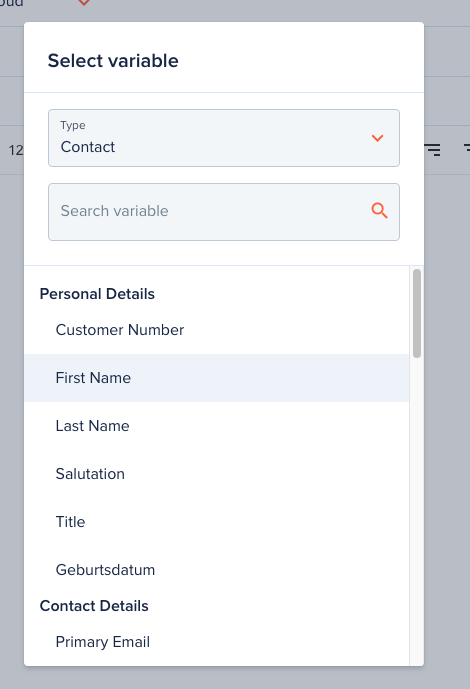 Select variable
Type
Contact
12
Search variable
Personal Details
Customer Number
First Name
Last Name
Salutation
Title
Geburtsdatum
Contact Details
Primary Email